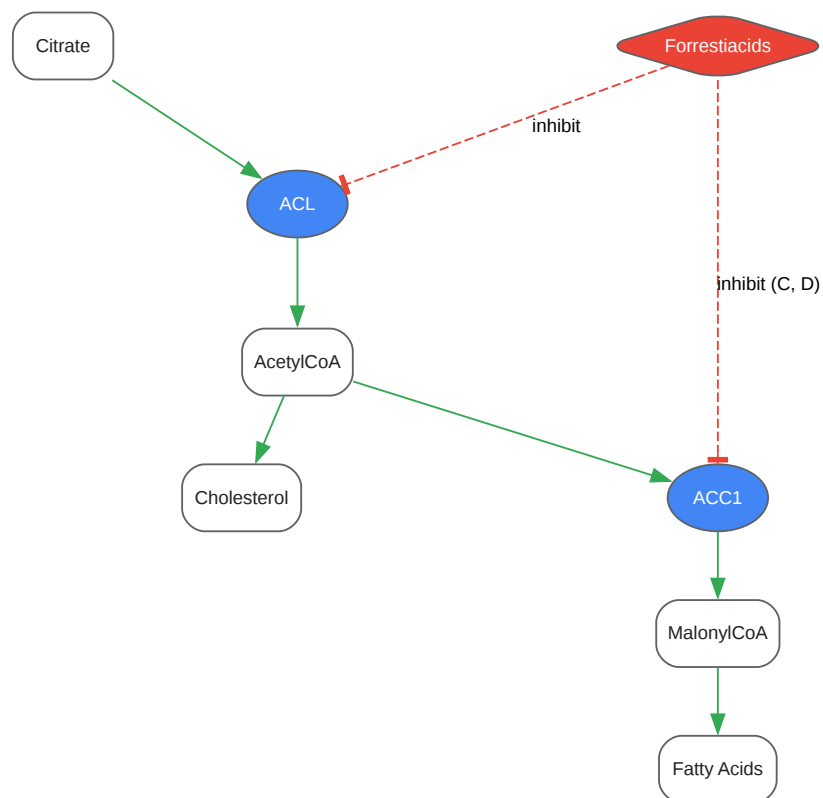 Citrate
Forrestiacids
inhibit
ACL
inhibit (C, D)
AcetylCoA
Cholesterol
ACC1
MalonylCoA
Fatty Acids